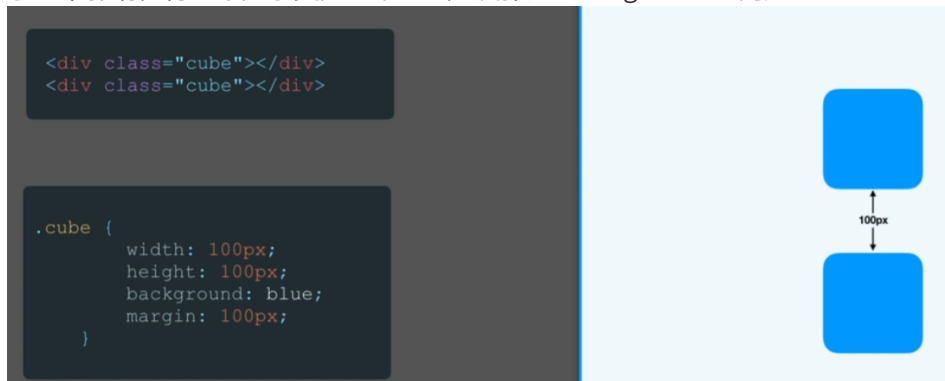 <div class="cube"></div>
<div class="cube"></div>
.cube {
width: 100px;
height: 100px;
background: blue;
margin: 100px;
}
100px